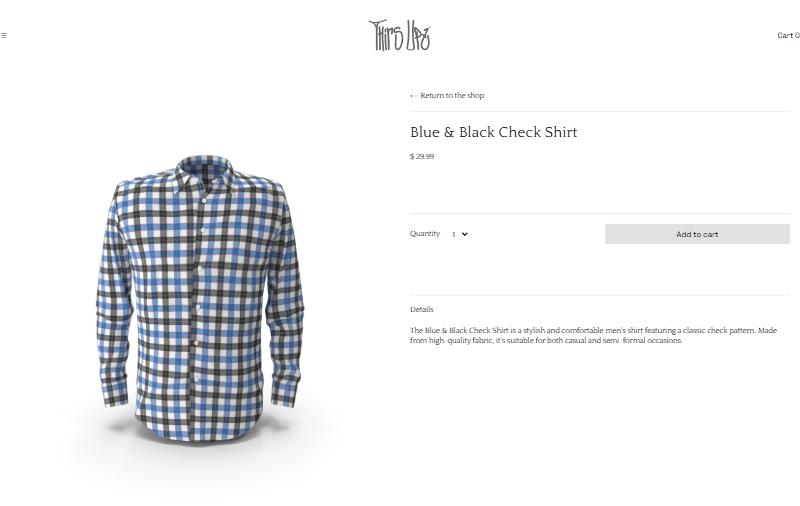 Thirs Upz
Cart 0
← Return to the shop
Blue & Black Check Shirt
$ 29.99
Quantity 1
Add to cart
Details
The Blue & Black Check Shirt is a stylish and comfortable men's shirt featuring a classic check pattern. Made
from high-quality fabric, it's suitable for both casual and semi-formal occasions.